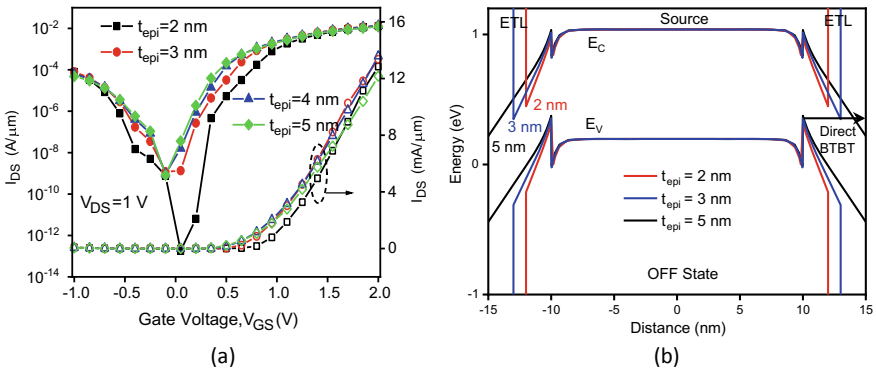 (a)
10⁻²
10⁻⁴
10⁻⁶
10⁻⁸
10⁻¹⁰
10⁻¹²
10⁻¹⁴
I_DS (A/μm)
t_epi=2 nm
t_epi=3 nm
t_epi=4 nm
t_epi=5 nm
V_DS=1 V
16
12
8
4
0
I_DS (mA/μm)
-1.0 -0.5 0.0 0.5 1.0 1.5 2.0
Gate Voltage,V_GS(V)
(a)
(b)
1
0
-1
Energy (eV)
ETL
Source
ETL
E_C
2 nm
3 nm
5 nm
E_V
Direct
BTBT
t_epi = 2 nm
t_epi = 3 nm
t_epi = 5 nm
OFF State
-15 -10 -5 0 5 10 15
Distance (nm)
(b)